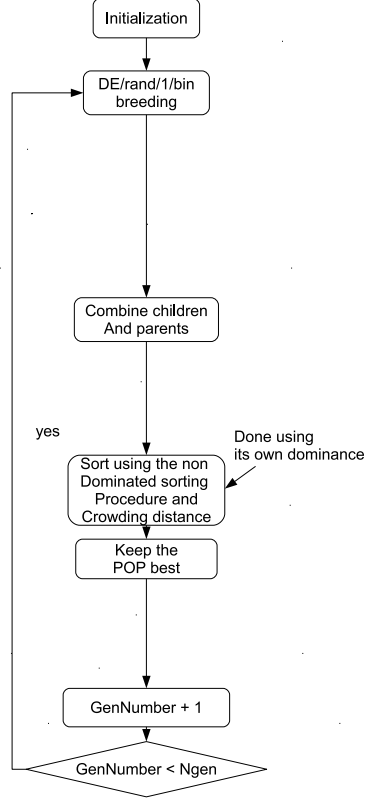 Initialization
DE/rand/1/bin
breeding
Combine children
And parents
yes
Done using
its own dominance
Sort using the non
Dominated sorting
Procedure and
Crowding distance
Keep the
POP best
GenNumber + 1
GenNumber < Ngen